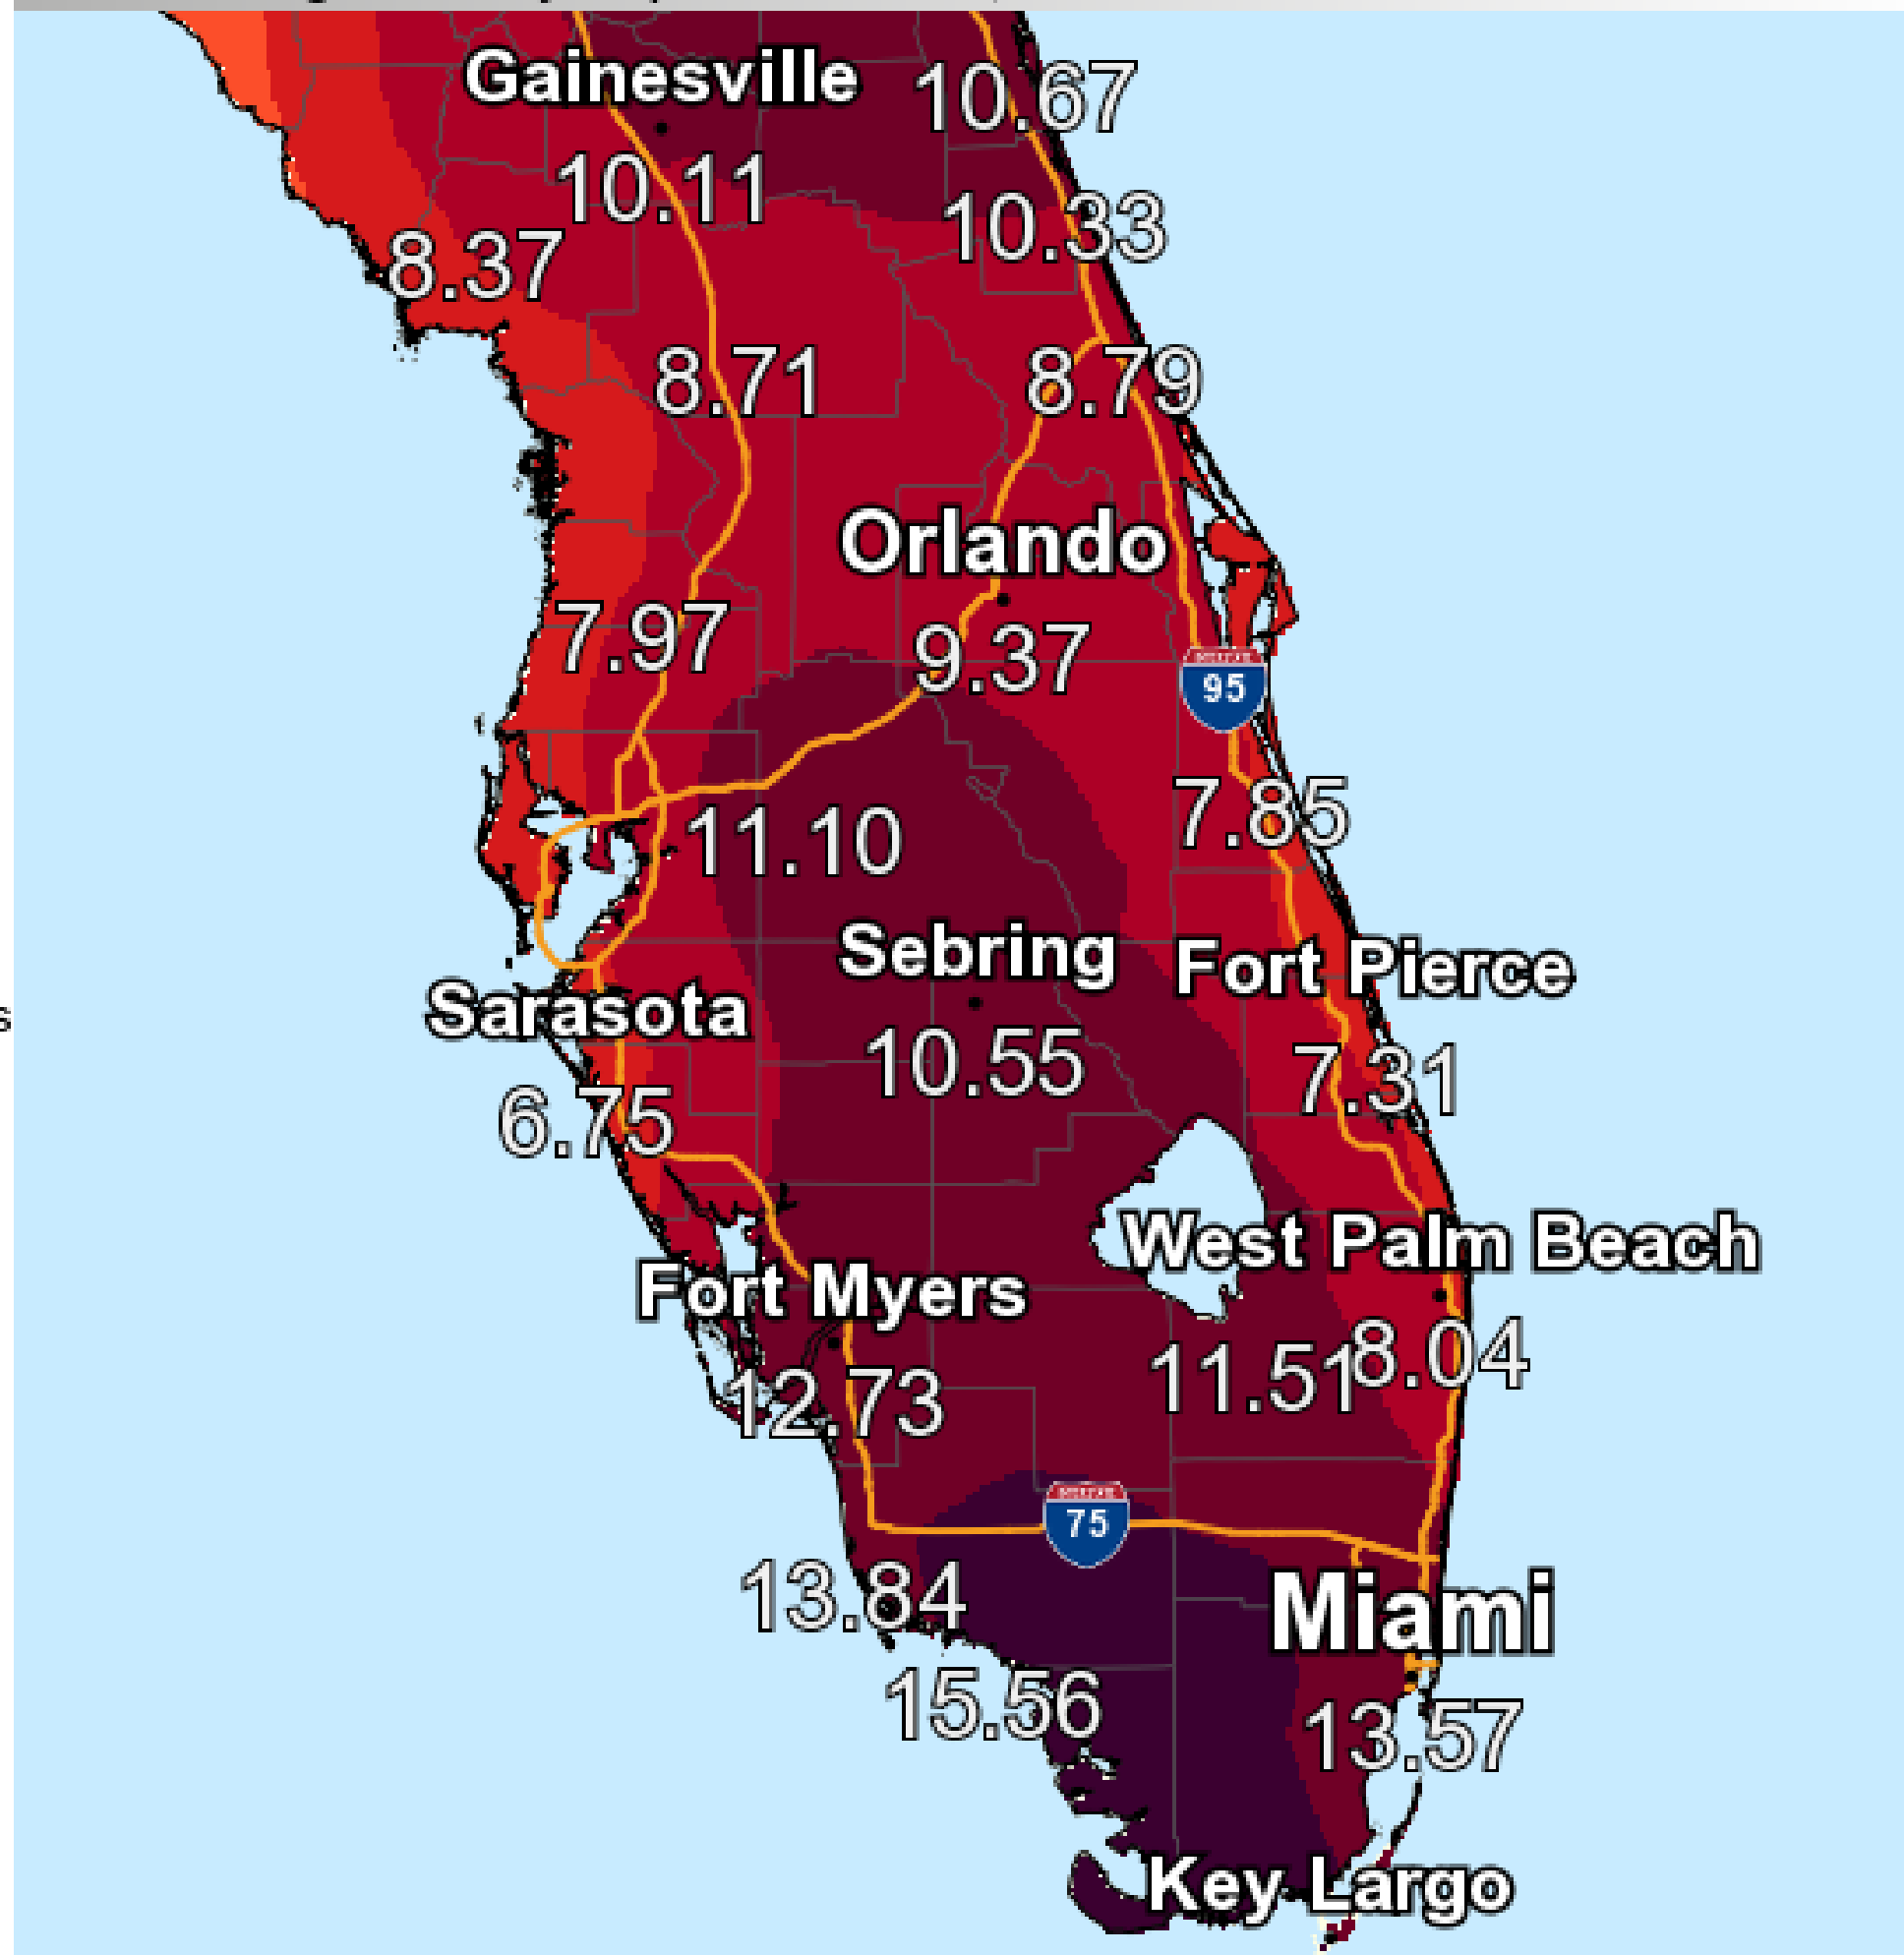 Gainesville
10.67
10.11
10.33
8.37
8.71
8.79
Orlando
7.97
9.37
95
7.85
11.10
Sebring
Fort Pierce
Sarasota
s
10.55
7.31
6.75
West Palm Beach
Fort Myers
11.51
8.04
12.73
75
13.84
Miami
15.56
13.57
Key Largo